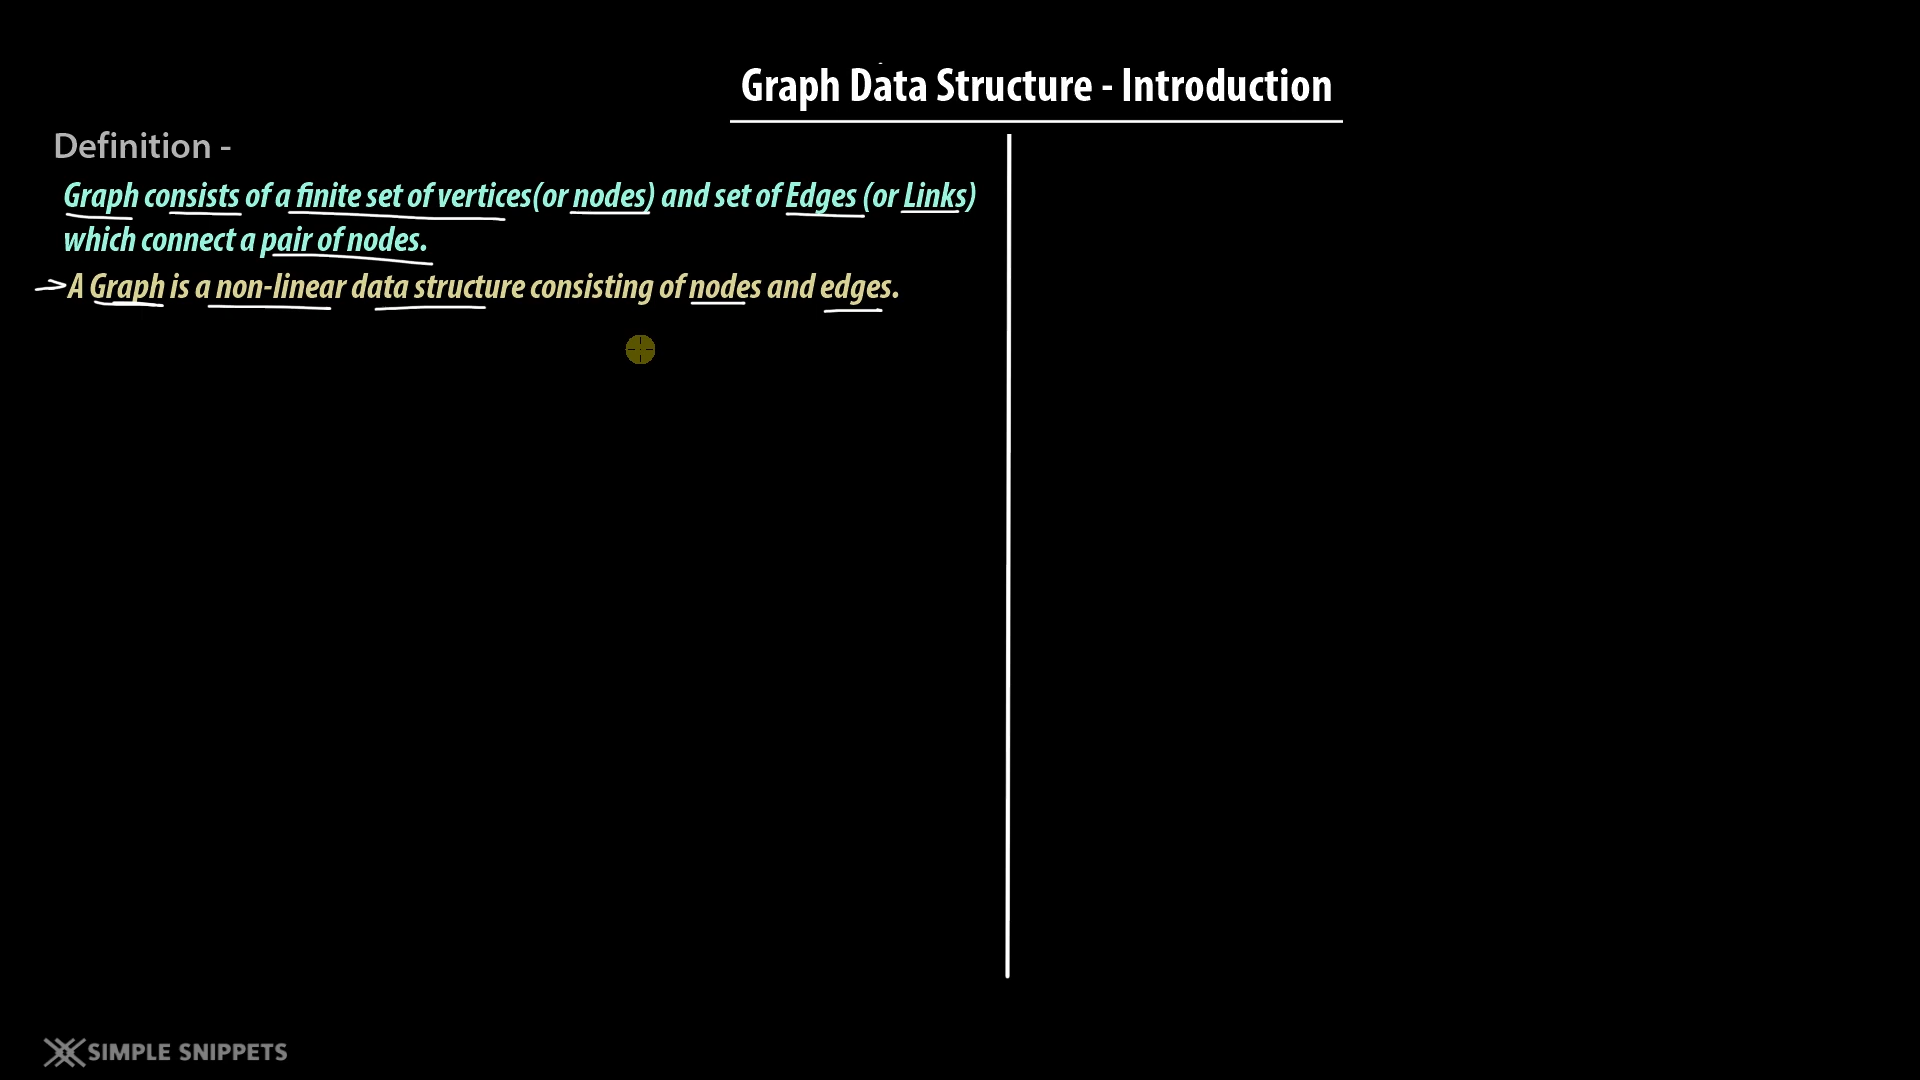 Graph Data Structure - Introduction
Definition -
Graph consists of a finite set of vertices(or nodes) and set of Edges (or Links)
which connect a pair of nodes.
A Graph is a non-linear data structure consisting of nodes and edges.
SIMPLE SNIPPETS